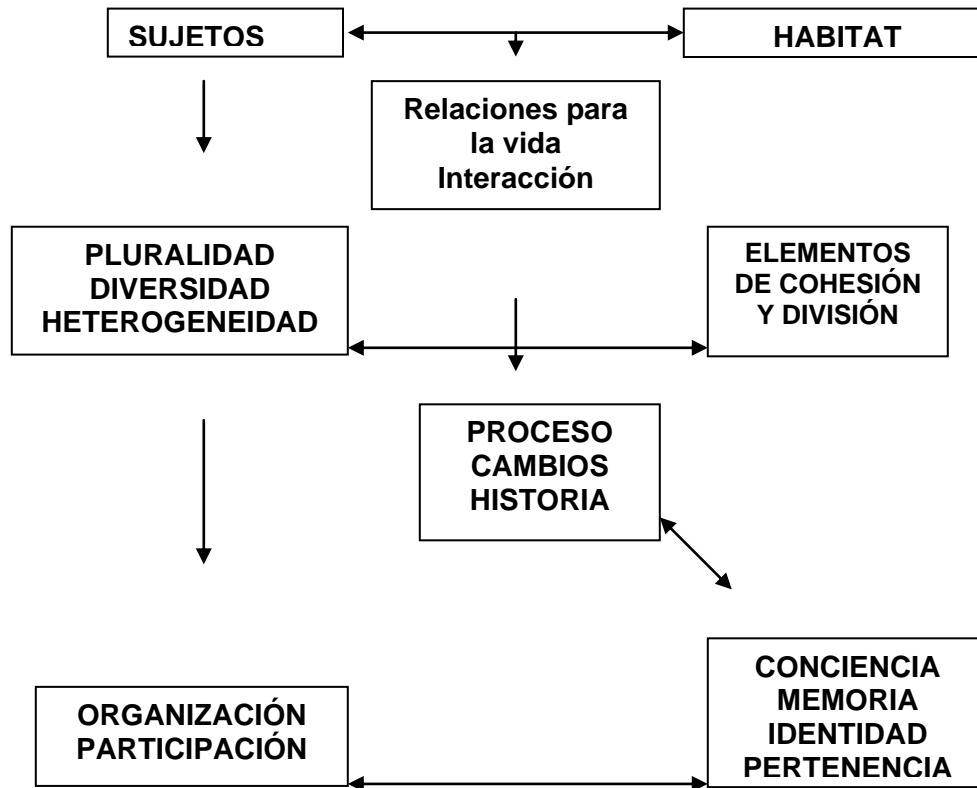 SUJETOS
HABITAT
Relaciones para
la vida
Interacción
PLURALIDAD
DIVERSIDAD
HETEROGENEIDAD
ELEMENTOS
DE COHESIÓN
Y DIVISIÓN
PROCESO
CAMBIOS
HISTORIA
ORGANIZACIÓN
PARTICIPACIÓN
CONCIENCIA
MEMORIA
IDENTIDAD
PERTENENCIA